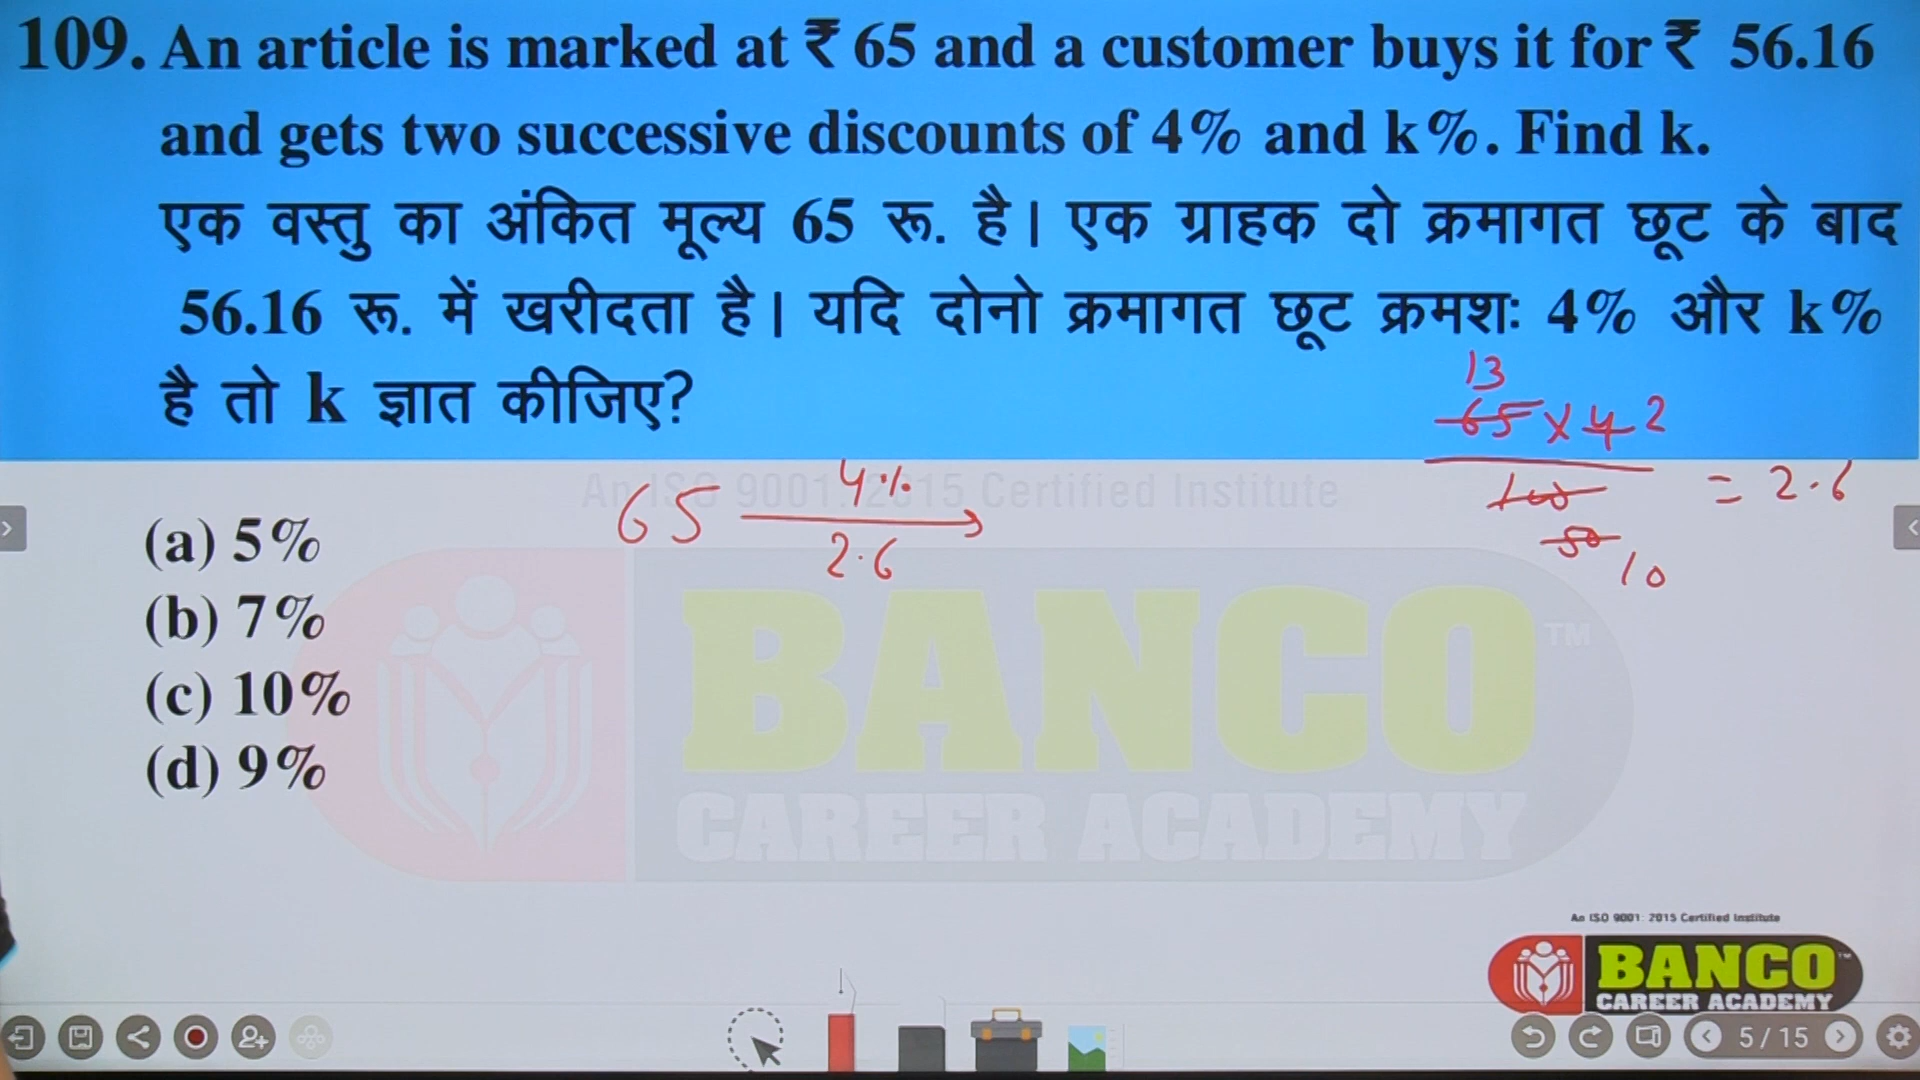 109. An article is marked at ₹ 65 and a customer buys it for ₹ 56.16
and gets two successive discounts of 4% and k%. Find k.
एक वस्तु का अंकित मूल्य 65 रू. है। एक ग्राहक दो क्रमागत छूट के बाद
56.16 रू. में खरीदता है। यदि दोनो क्रमागत छूट क्रमशः 4% और k%
है तो k ज्ञात कीजिए?
13
65 x 4 2
100
50 10
= 2.6
An ISO 9001: 2015 Certified Institute
65 4%
2.6
(a) 5%
(b) 7%
(c) 10%
(d) 9%
BANCO TM
CAREER ACADEMY
An ISO 9001: 2015 Certified Institute
BANCO TM
CAREER ACADEMY
5/15